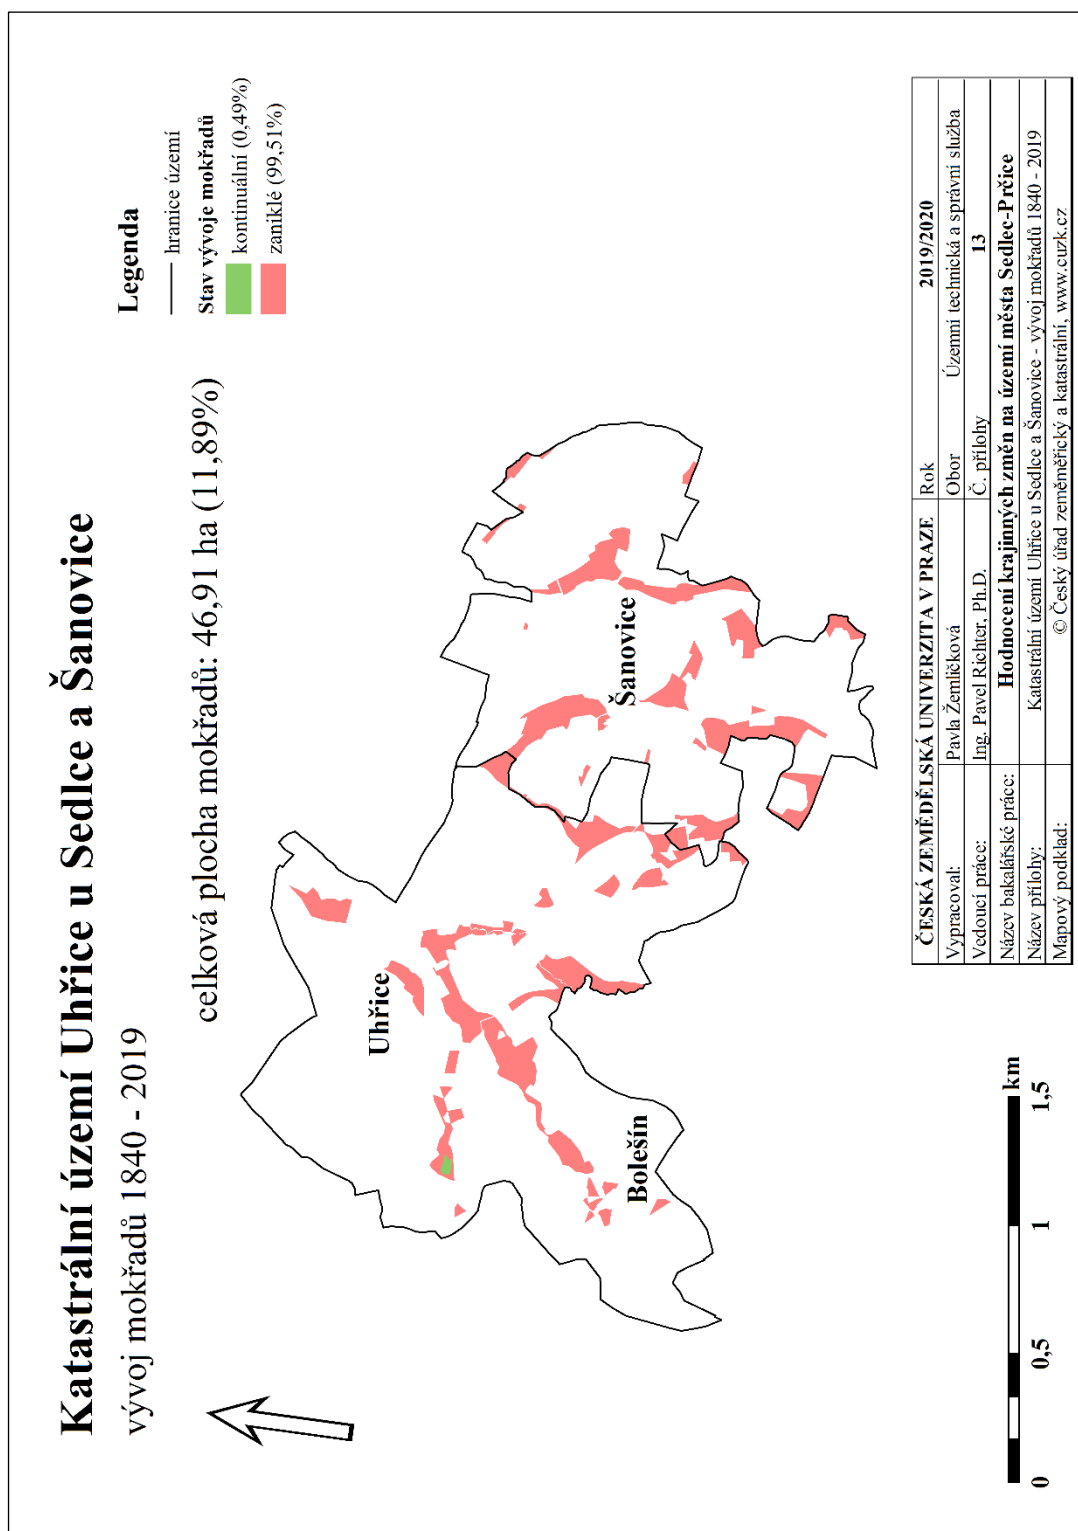 Katastrální území Uhřice u Sedlce a Šanovice
vývoj mokřadů 1840 - 2019
celková plocha mokřadů: 46,91 ha (11,89%)
Legenda
hranice území
Stav vývoje mokřadů
kontinuální (0,49%)
zaniklé (99,51%)
Uhřice
Šanovice
Bolešín
0 0,5 1 1,5 km
ČESKÁ ZEMĚDĚLSKÁ UNIVERZITA V PRAZE Rok 2019/2020
Vypracoval: Pavla Žemličková Obor Územní technická a správní služba
Vedoucí práce: Ing. Pavel Richter, Ph.D. Č. přílohy 13
Název bakalářské práce: Hodnocení krajinných změn na území města Sedlec-Prčice
Název přílohy: Katastrální území Uhřice u Sedlce a Šanovice - vývoj mokřadů 1840 - 2019
Mapový podklad: © Český úřad zeměměřický a katastrální, www.cuzk.cz